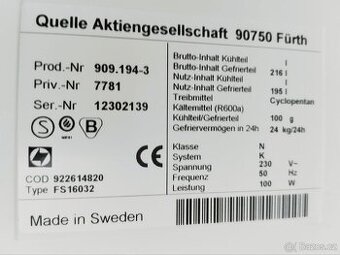 Quelle Aktiengesellschaft 90750 Fürth
Prod.-Nr 909.194-3
Priv.-Nr 7781
Ser.-Nr 12302139
S
B
CE
COD 922614820
Type FS16032
Brutto-Inhalt Kühlteil l
Brutto-Inhalt Gefrierteil 216 l
Nutz-Inhalt Kühlteil l
Nutz-Inhalt Gefrierteil 195 l
Treibmittel Cyclopentan
Kältemittel (R600a)
Kühlteil/Gefrierteil 100 g
Gefriervermögen in 24h 24 kg/24h
Klasse N
System K
Spannung 230 V~
Frequenz 50 Hz
Leistung 100 W
Made in Sweden